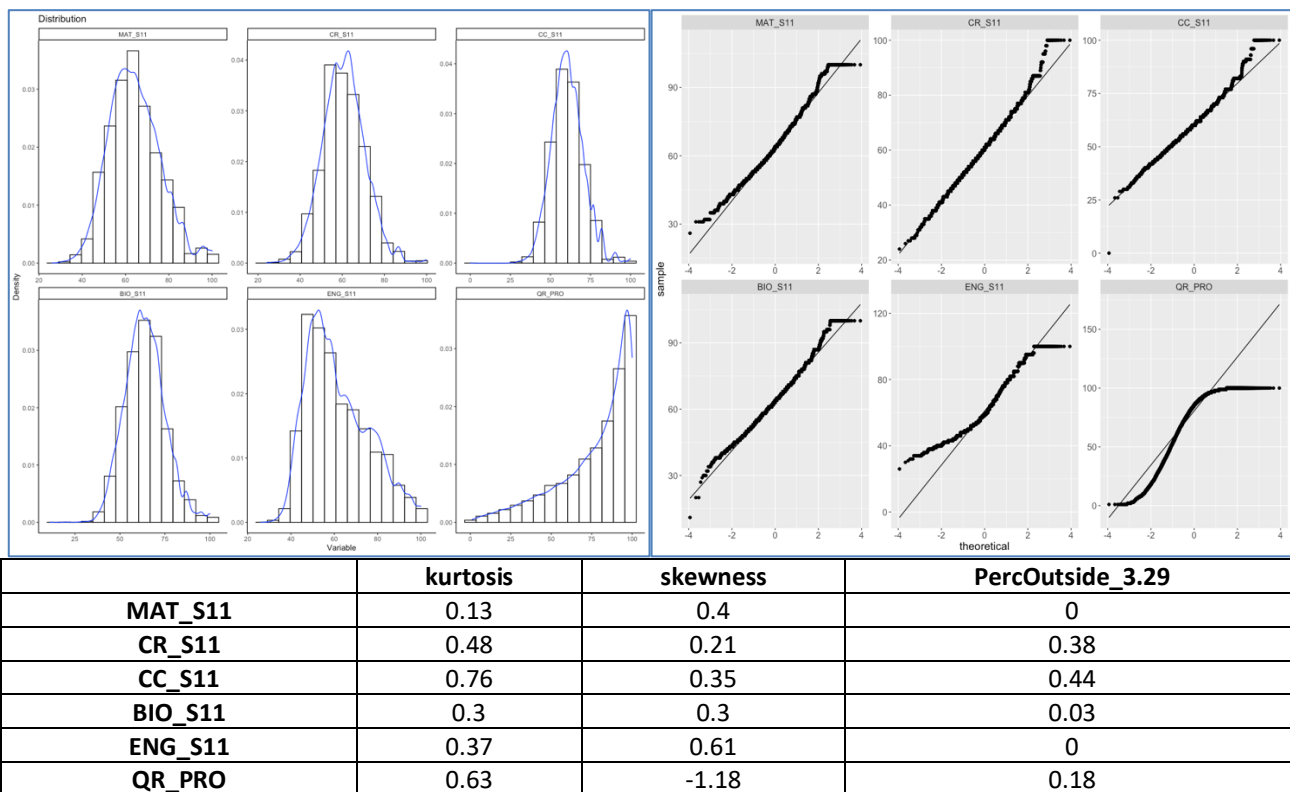 Distribution
MAT_S11 CR_S11 CC_S11
0.03 0.04 0.04
0.03 0.03
0.02
0.02 0.02
0.01
0.01 0.01
0.00 0.00 0.00
20 40 60 80 100 20 40 60 80 100 0 25 50 75 100
Density
BIO_S11 ENG_S11 QR_PRO
0.03 0.03 0.03
0.02 0.02 0.02
0.01 0.01 0.01
0.00 0.00 0.00
25 50 75 100 20 40 60 80 100 0 25 50 75 100
Variable
MAT_S11 CR_S11 CC_S11
100 100
90
80 75
60
60 50
40 25
30
20 0
-4 -2 0 2 4 -4 -2 0 2 4 -4 -2 0 2 4
sample
BIO_S11 ENG_S11 QR_PRO
120
150
90
80 100
60
40 50
30
0 0
-4 -2 0 2 4 -4 -2 0 2 4 -4 -2 0 2 4
theoretical
kurtosis skewness PercOutside_3.29
MAT_S11 0.13 0.4 0
CR_S11 0.48 0.21 0.38
CC_S11 0.76 0.35 0.44
BIO_S11 0.3 0.3 0.03
ENG_S11 0.37 0.61 0
QR_PRO 0.63 -1.18 0.18